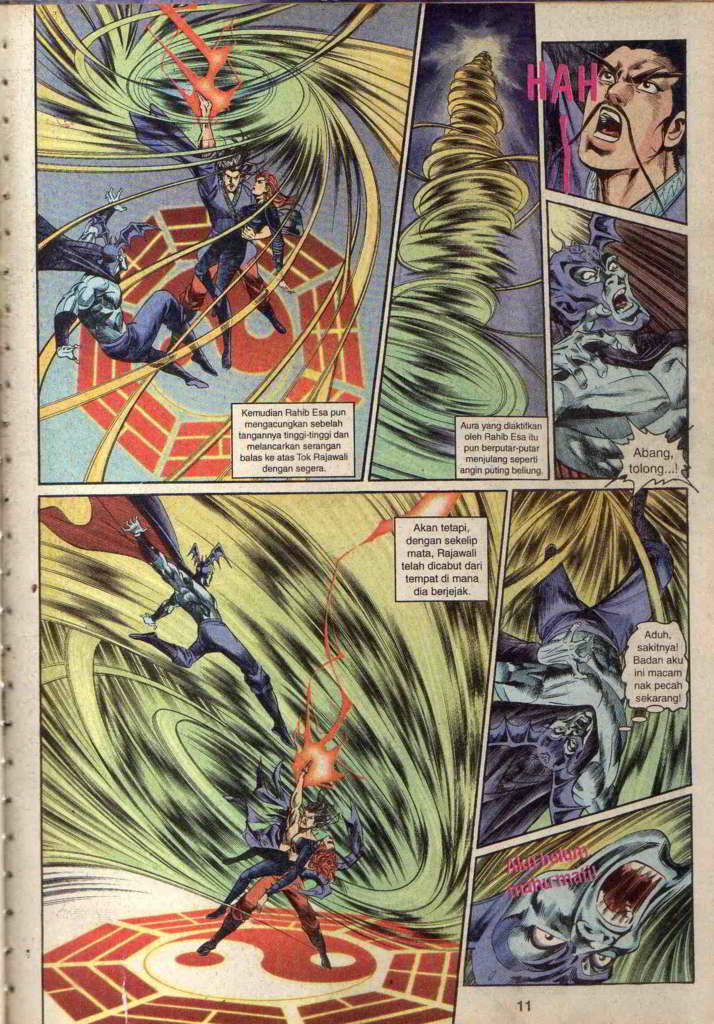 Kemudian Rahib Esa pun
mengacungkan sebelah
tangannya tinggi-tinggi dan
melancarkan serangan
balas ke atas Tok Rajawali
dengan segera.
Aura yang diaktifkan
oleh Rahib Esa itu
pun berputar-putar
menjulang seperti
angin puting beliung.
HAH
!
Abang,
tolong...!
Akan tetapi,
dengan sekelip
mata, Rajawali
telah dicabut dari
tempat di mana
dia berjejak.
Aduh,
sakitnya!
Badan aku
ini macam
nak pecah
sekarang!
Aku belum
mahu mati!
11